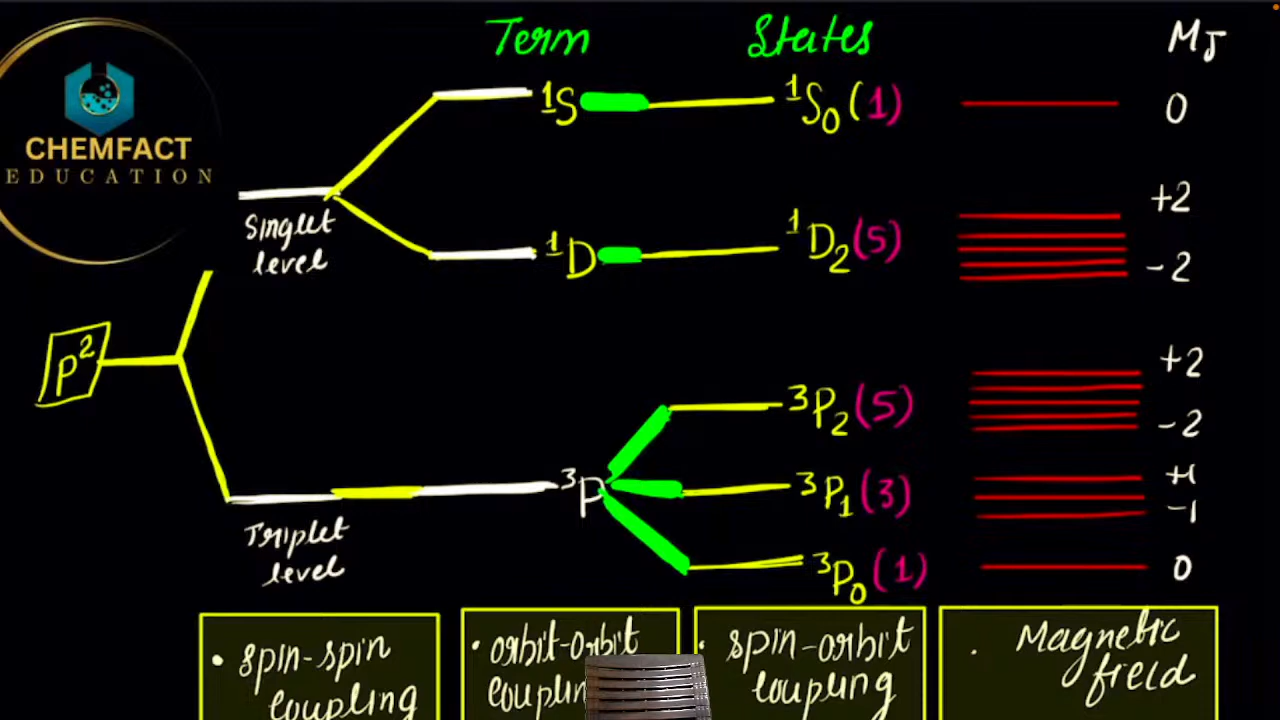 Term States MJ
CHEMFACT
EDUCATION
¹S ¹S₀ (1) 0
Singlet
level
¹D ¹D₂ (5) +2
-2
P²
³P ³P₂ (5) +2
-2
³P₁ (3) +1
-1
³P₀ (1) 0
Triplet
level
• spin-spin
coupling
• orbit-orbit
• spin-orbit
coupling
. Magnetic
field